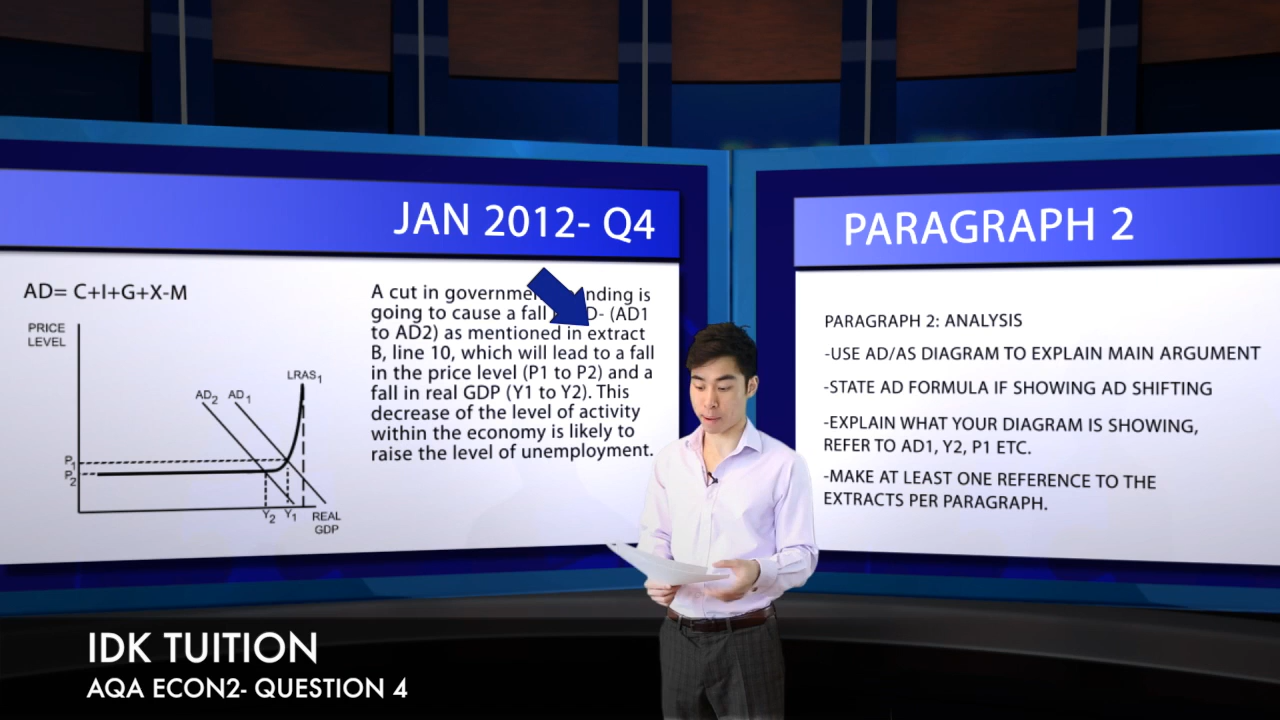 JAN 2012- Q4
AD= C+I+G+X-M
PRICE
LEVEL
LRAS1
AD2 AD1
P1
P2
Y2 Y1
REAL
GDP
A cut in governme nding is
going to cause a fall D- (AD1
to AD2) as mentioned in extract
B, line 10, which will lead to a fall
in the price level (P1 to P2) and a
fall in real GDP (Y1 to Y2). This
decrease of the level of activity
within the economy is likely to
raise the level of unemployment.
PARAGRAPH 2
PARAGRAPH 2: ANALYSIS
-USE AD/AS DIAGRAM TO EXPLAIN MAIN ARGUMENT
-STATE AD FORMULA IF SHOWING AD SHIFTING
-EXPLAIN WHAT YOUR DIAGRAM IS SHOWING,
REFER TO AD1, Y2, P1 ETC.
-MAKE AT LEAST ONE REFERENCE TO THE
EXTRACTS PER PARAGRAPH.
IDK TUITION
AQA ECON2- QUESTION 4